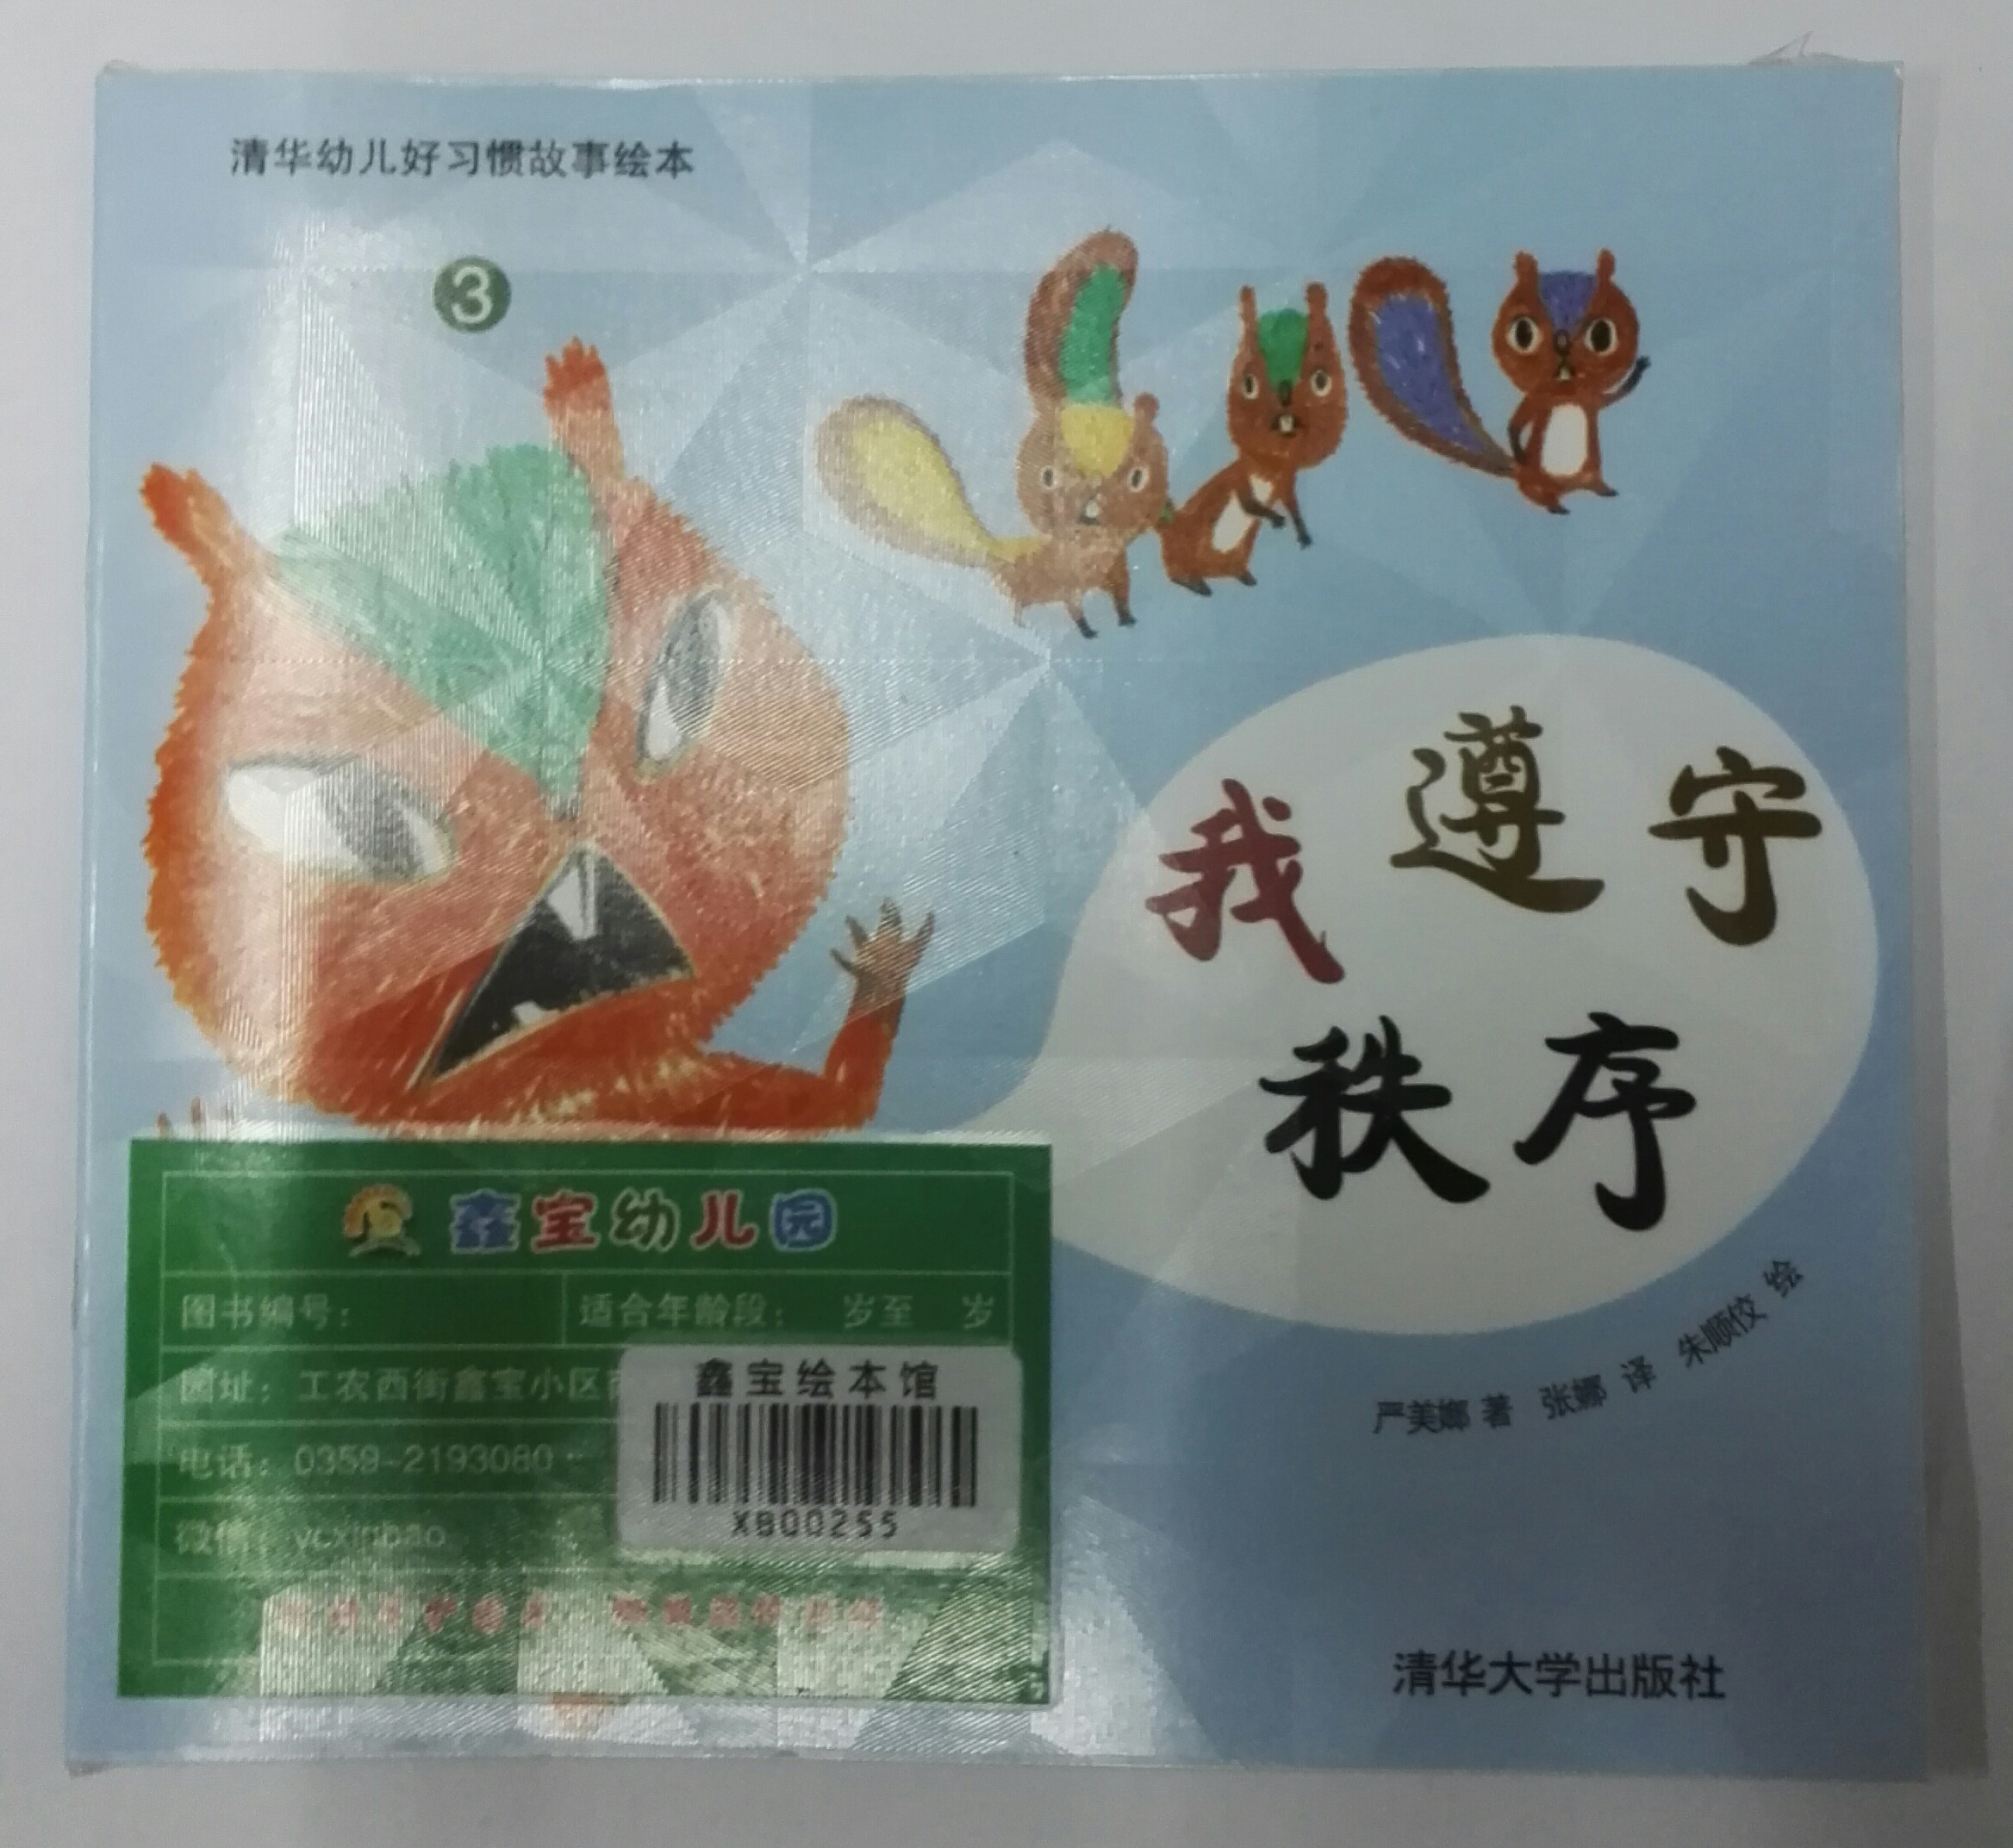 清华幼儿好习惯故事绘本
3
我遵守
秩序
严美娜 著 张娜 译 朱顺佼 绘
清华大学出版社
鑫宝幼儿园
图书编号：
适合年龄段： 岁至 岁
园址：工农西街鑫宝小区
电话：0359-2193080
微信：ycxinbao
鑫宝绘本馆
XB00255